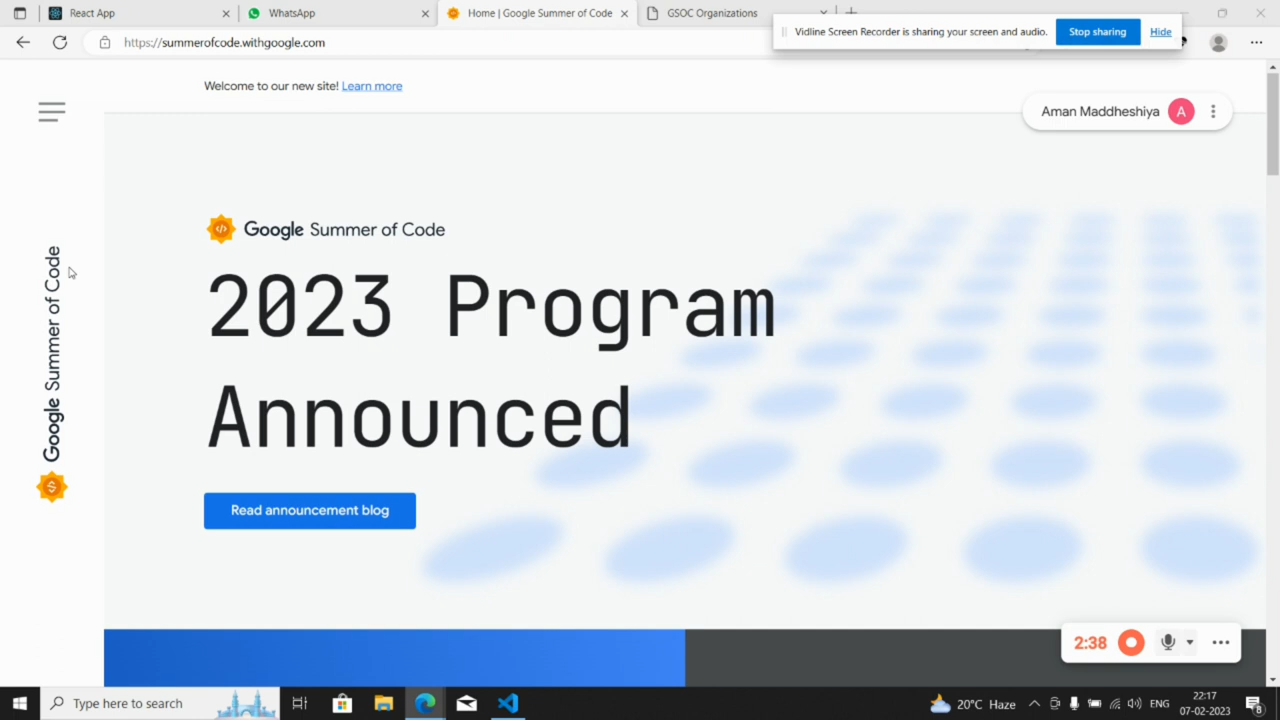 React App
WhatsApp
Home | Google Summer of Code
GSOC Organizations
https://summerofcode.withgoogle.com
Vidline Screen Recorder is sharing your screen and audio.
Stop sharing
Hide
Welcome to our new site! Learn more
Aman Maddheshiya
A
Google Summer of Code
Google Summer of Code
2023 Program
Announced
Read announcement blog
2:38
Type here to search
20°C Haze
ENG
22:17
07-02-2023
8